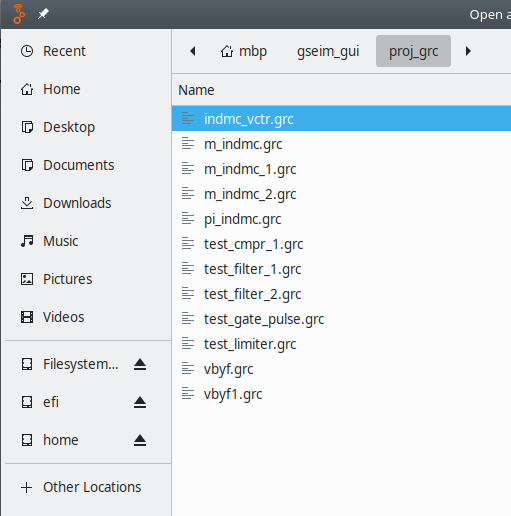 Open a
Recent
Home
Desktop
Documents
Downloads
Music
Pictures
Videos
Filesystem...
efi
home
Other Locations
mbp gseim_gui proj_grc
Name
indmc_vctr.grc
m_indmc.grc
m_indmc_1.grc
m_indmc_2.grc
pi_indmc.grc
test_cmpr_1.grc
test_filter_1.grc
test_filter_2.grc
test_gate_pulse.grc
test_limiter.grc
vbyf.grc
vbyf1.grc